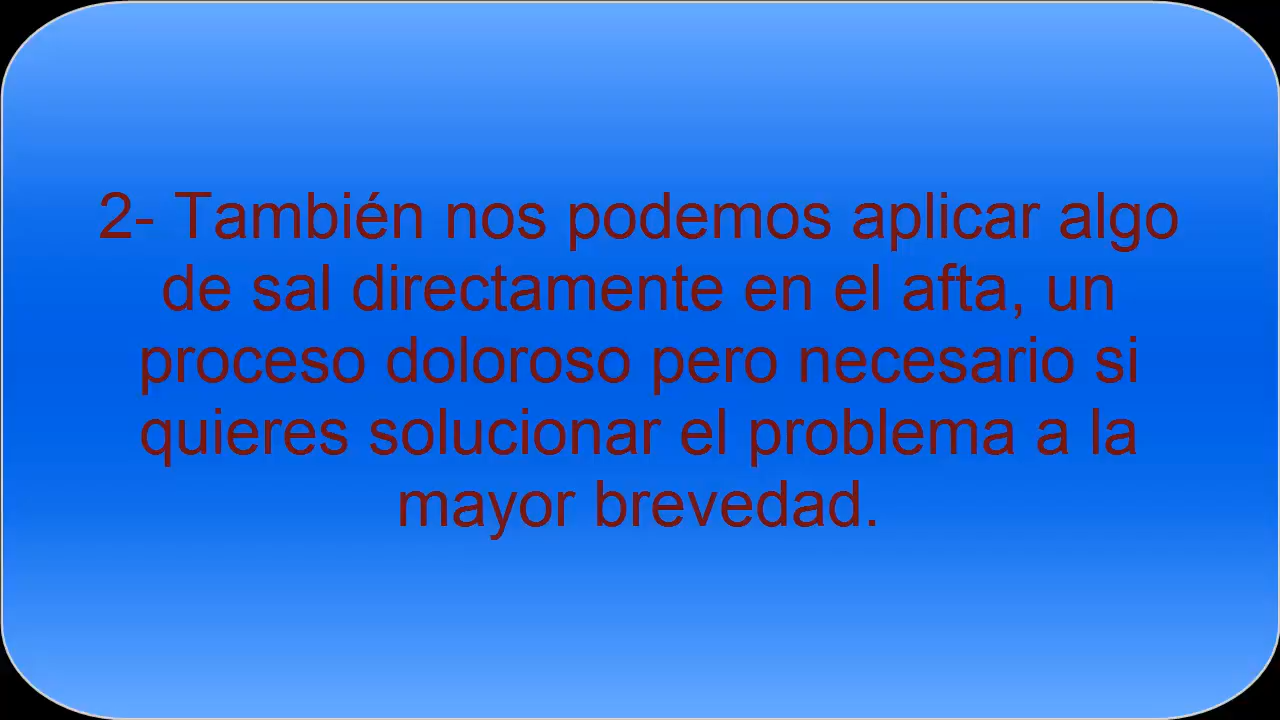 2- También nos podemos aplicar algo
de sal directamente en el afta, un
proceso doloroso pero necesario si
quieres solucionar el problema a la
mayor brevedad.